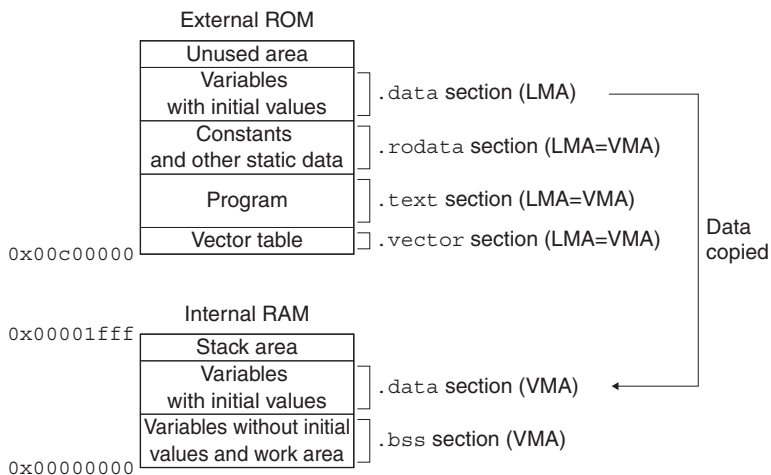 External ROM
Unused area
Variables
with initial values
.data section (LMA)
Constants
and other static data
.rodata section (LMA=VMA)
Program
.text section (LMA=VMA)
Vector table
.vector section (LMA=VMA)
0x00c00000
Data
copied
Internal RAM
0x00001fff
Stack area
Variables
with initial values
.data section (VMA)
Variables without initial
values and work area
.bss section (VMA)
0x00000000